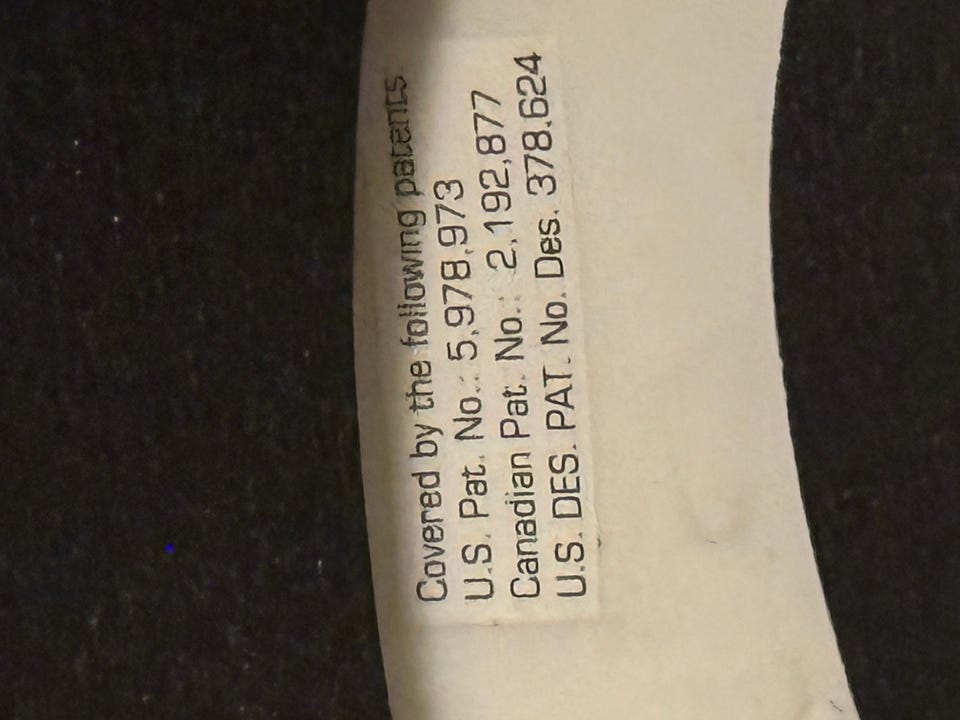 Covered by the following patents
U.S. Pat. No.: 5,978,973
Canadian Pat. No.: 2,192,877
U.S. DES. PAT. No. Des. 378,624